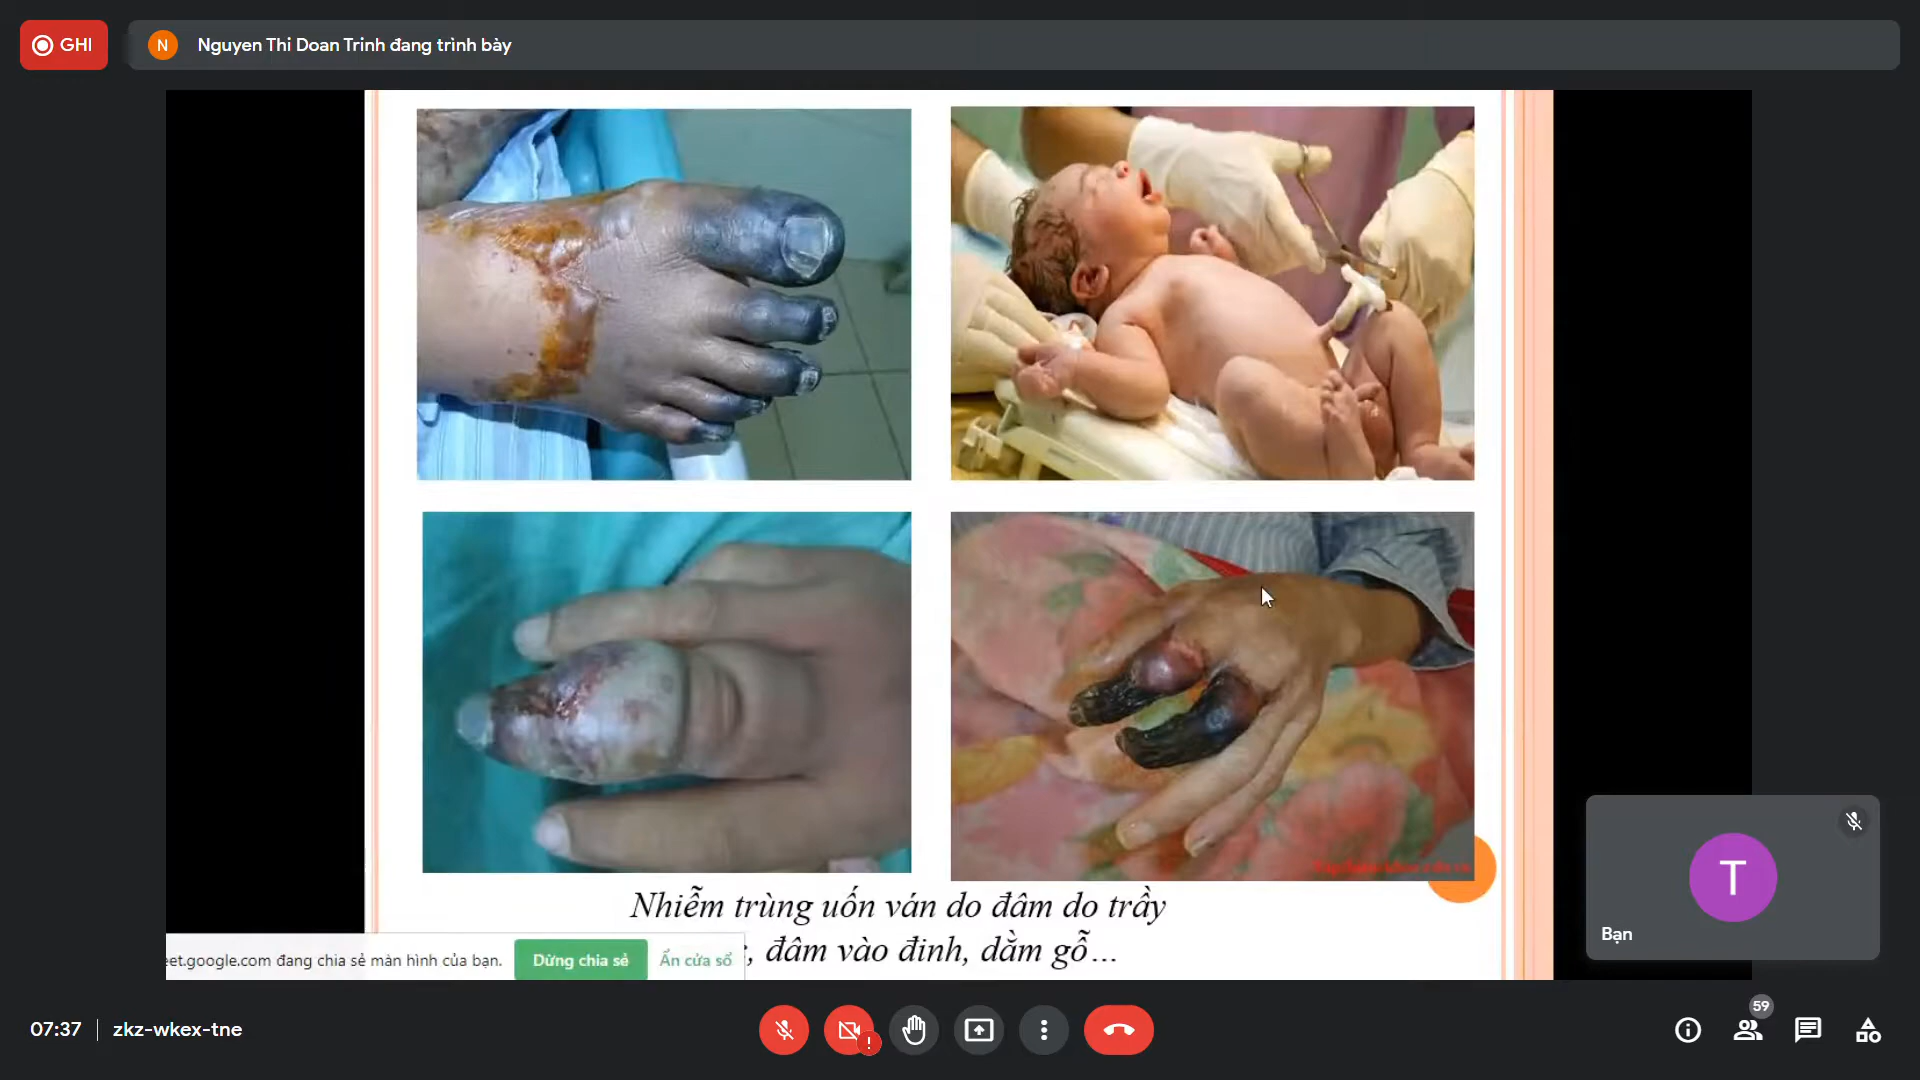 GHI
N
Nguyen Thi Doan Trinh đang trình bày
Nhiễm trùng uốn ván do đâm do trầy
, đâm vào đinh, dằm gỗ...
eet.google.com đang chia sẻ màn hình của bạn.
Dừng chia sẻ
Ẩn cửa sổ
T
Bạn
07:37
zkz-wkex-tne
59